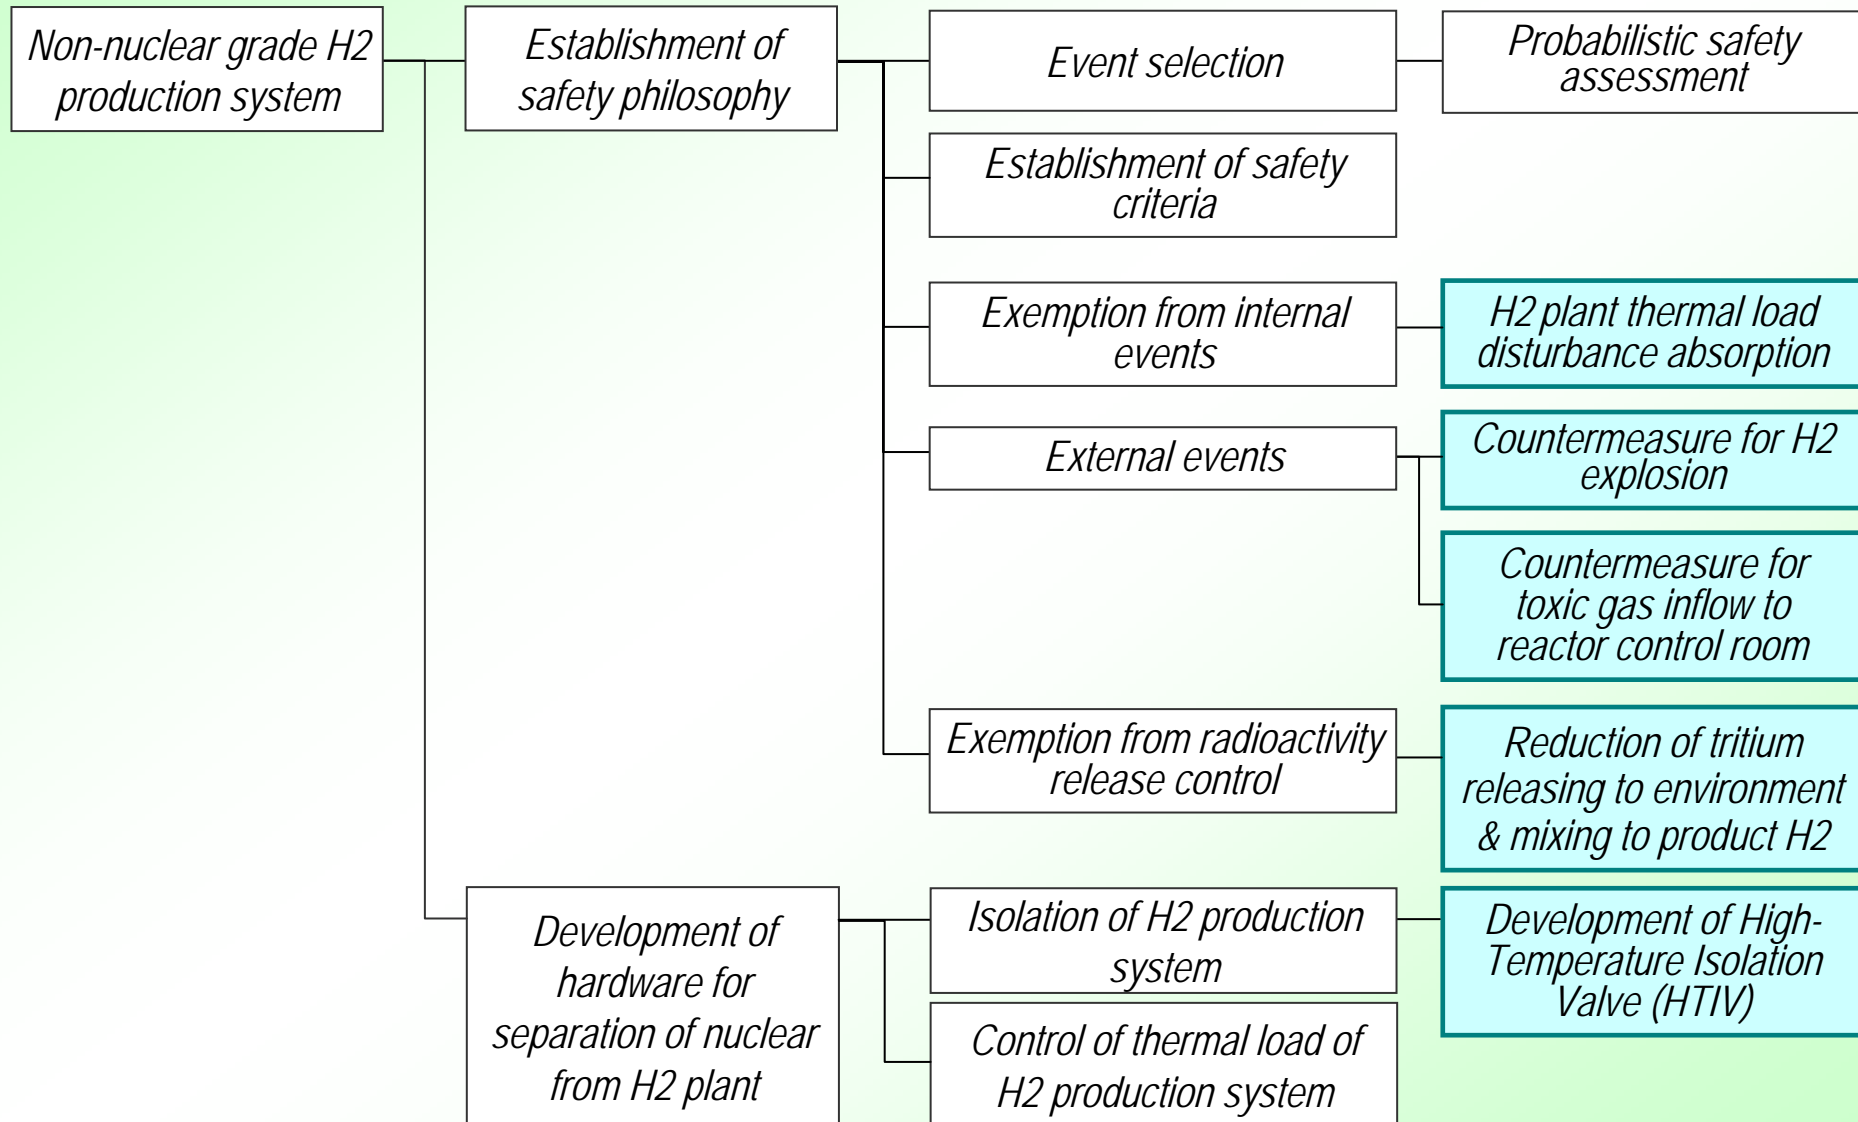 Non-nuclear grade H2
production system
Establishment of
safety philosophy
Event selection
Probabilistic safety
assessment
Establishment of safety
criteria
Exemption from internal
events
H2 plant thermal load
disturbance absorption
External events
Countermeasure for H2
explosion
Countermeasure for
toxic gas inflow to
reactor control room
Exemption from radioactivity
release control
Reduction of tritium
releasing to environment
& mixing to product H2
Development of
hardware for
separation of nuclear
from H2 plant
Isolation of H2 production
system
Development of High-
Temperature Isolation
Valve (HTIV)
Control of thermal load of
H2 production system